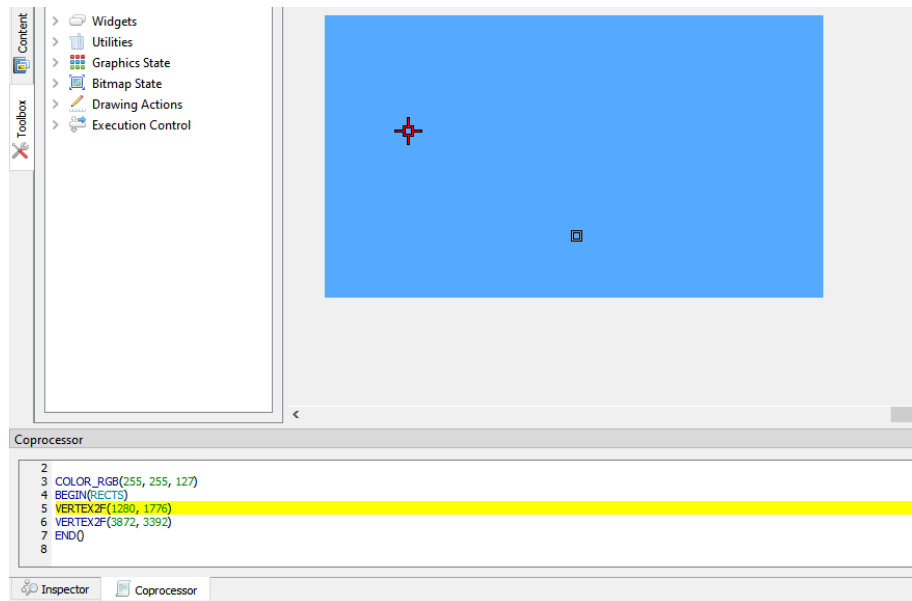 Content
Toolbox
Widgets
Utilities
Graphics State
Bitmap State
Drawing Actions
Execution Control
Coprocessor
2
3 COLOR_RGB(255, 255, 127)
4 BEGIN(RECTS)
5 VERTEX2F(1280, 1776)
6 VERTEX2F(3872, 3392)
7 END()
8
Inspector
Coprocessor